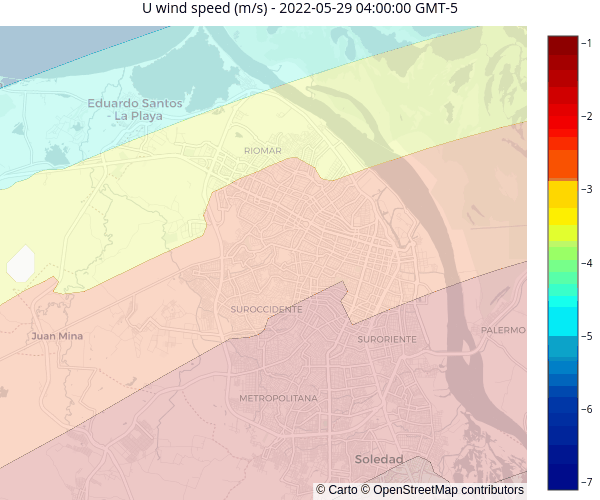 U wind speed (m/s) - 2022-05-29 04:00:00 GMT-5
−1
Eduardo Santos
- La Playa
−2
RIOMAR
−3
−4
SUROCCIDENTE
PALERMO
Juan Mina
SURORIENTE
−5
METROPOLITANA
−6
Soledad
−7
© Carto © OpenStreetMap contributors